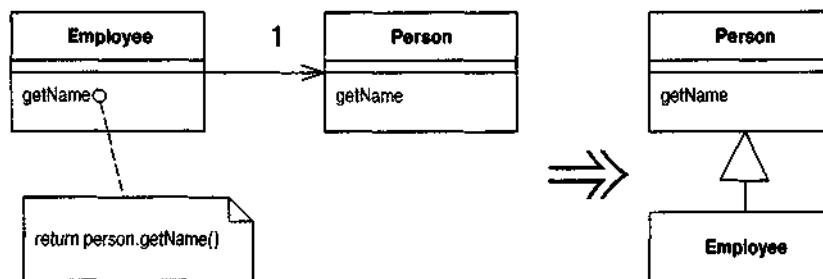 Employee
1
Person
Person
getName
getName
getName
return person.getName()
Employee